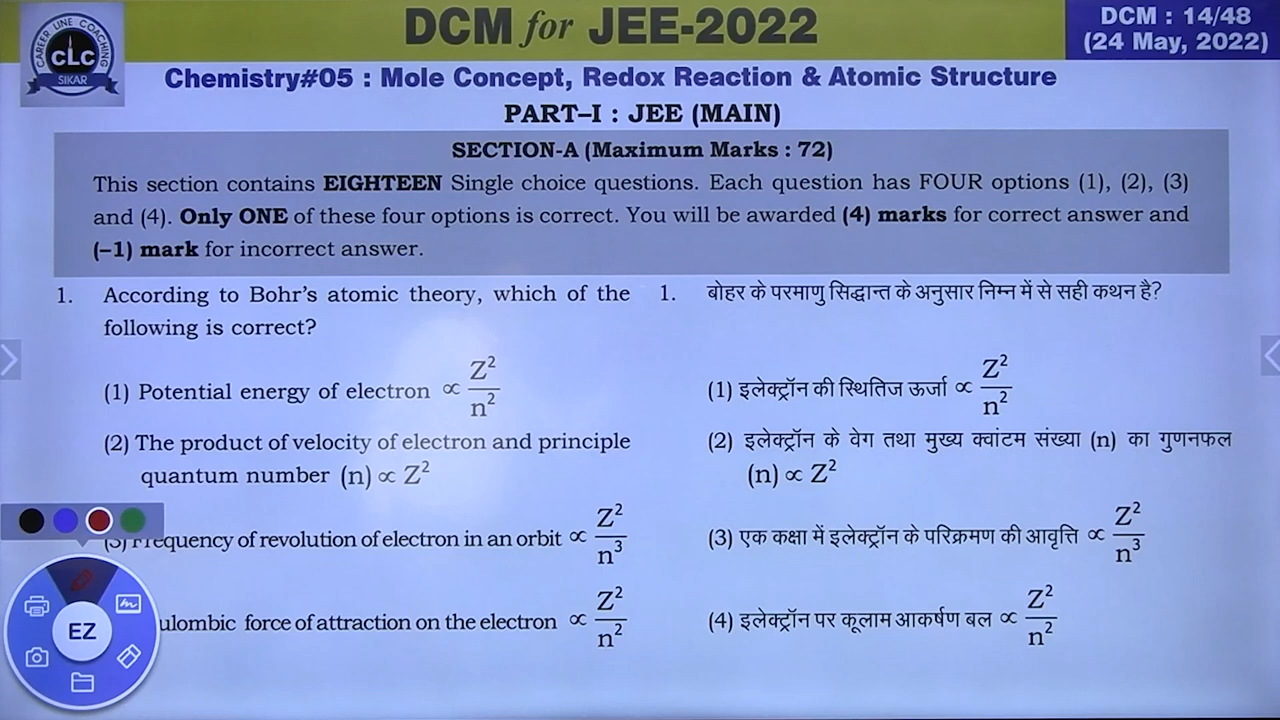 DCM for JEE-2022
DCM : 14/48
(24 May, 2022)
CAREER LINE COACHING
CLC
SIKAR
Chemistry#05 : Mole Concept, Redox Reaction & Atomic Structure
PART–I : JEE (MAIN)
SECTION-A (Maximum Marks : 72)
This section contains EIGHTEEN Single choice questions. Each question has FOUR options (1), (2), (3)
and (4). Only ONE of these four options is correct. You will be awarded (4) marks for correct answer and
(–1) mark for incorrect answer.
1. According to Bohr's atomic theory, which of the
following is correct?
(1) Potential energy of electron ∝ Z²/n²
(2) The product of velocity of electron and principle
quantum number (n) ∝ Z²
(3) Frequency of revolution of electron in an orbit ∝ Z²/n³
ulombic force of attraction on the electron ∝ Z²/n²
1. बोहर के परमाणु सिद्धान्त के अनुसार निम्न में से सही कथन है?
(1) इलेक्ट्रॉन की स्थितिज ऊर्जा ∝ Z²/n²
(2) इलेक्ट्रॉन के वेग तथा मुख्य क्वांटम संख्या (n) का गुणनफल
(n) ∝ Z²
(3) एक कक्षा में इलेक्ट्रॉन के परिक्रमण की आवृत्ति ∝ Z²/n³
(4) इलेक्ट्रॉन पर कूलाम आकर्षण बल ∝ Z²/n²
EZ